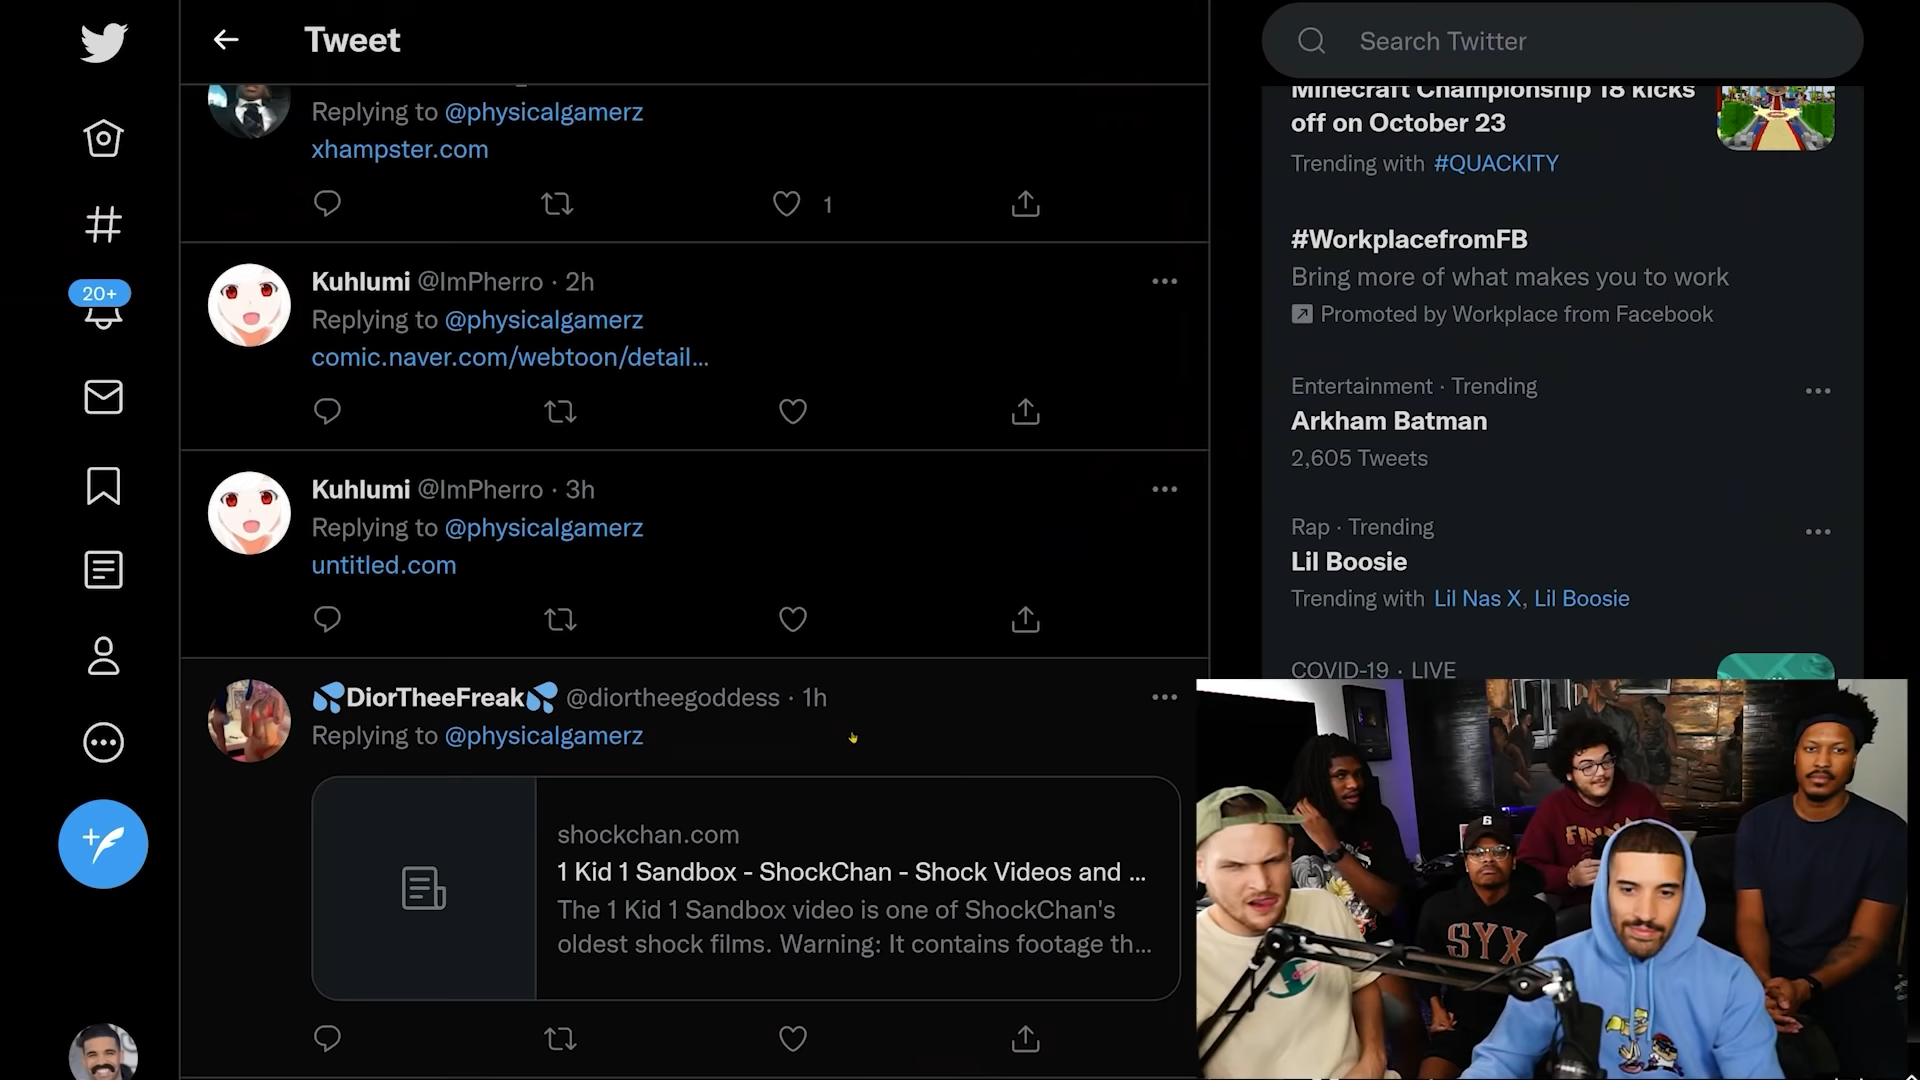 Tweet
Replying to @physicalgamerz
xhampster.com
1
Kuhlumi @ImPherro · 2h
Replying to @physicalgamerz
comic.naver.com/webtoon/detail...
Kuhlumi @ImPherro · 3h
Replying to @physicalgamerz
untitled.com
💦DiorTheeFreak💦 @diortheegoddess · 1h
Replying to @physicalgamerz
shockchan.com
1 Kid 1 Sandbox - ShockChan - Shock Videos and ...
The 1 Kid 1 Sandbox video is one of ShockChan's
oldest shock films. Warning: It contains footage th...
20+
Search Twitter
Minecraft Championship 18 kicks
off on October 23
Trending with #QUACKITY
#WorkplacefromFB
Bring more of what makes you to work
Promoted by Workplace from Facebook
Entertainment · Trending
Arkham Batman
2,605 Tweets
Rap · Trending
Lil Boosie
Trending with Lil Nas X, Lil Boosie
COVID-19 · LIVE
6
SYX